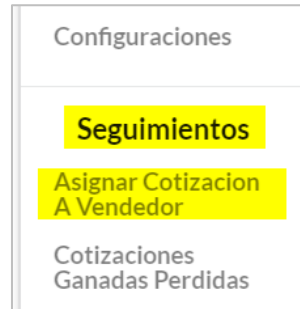 Configuraciones
Seguimientos
Asignar Cotizacion
A Vendedor
Cotizaciones
Ganadas Perdidas